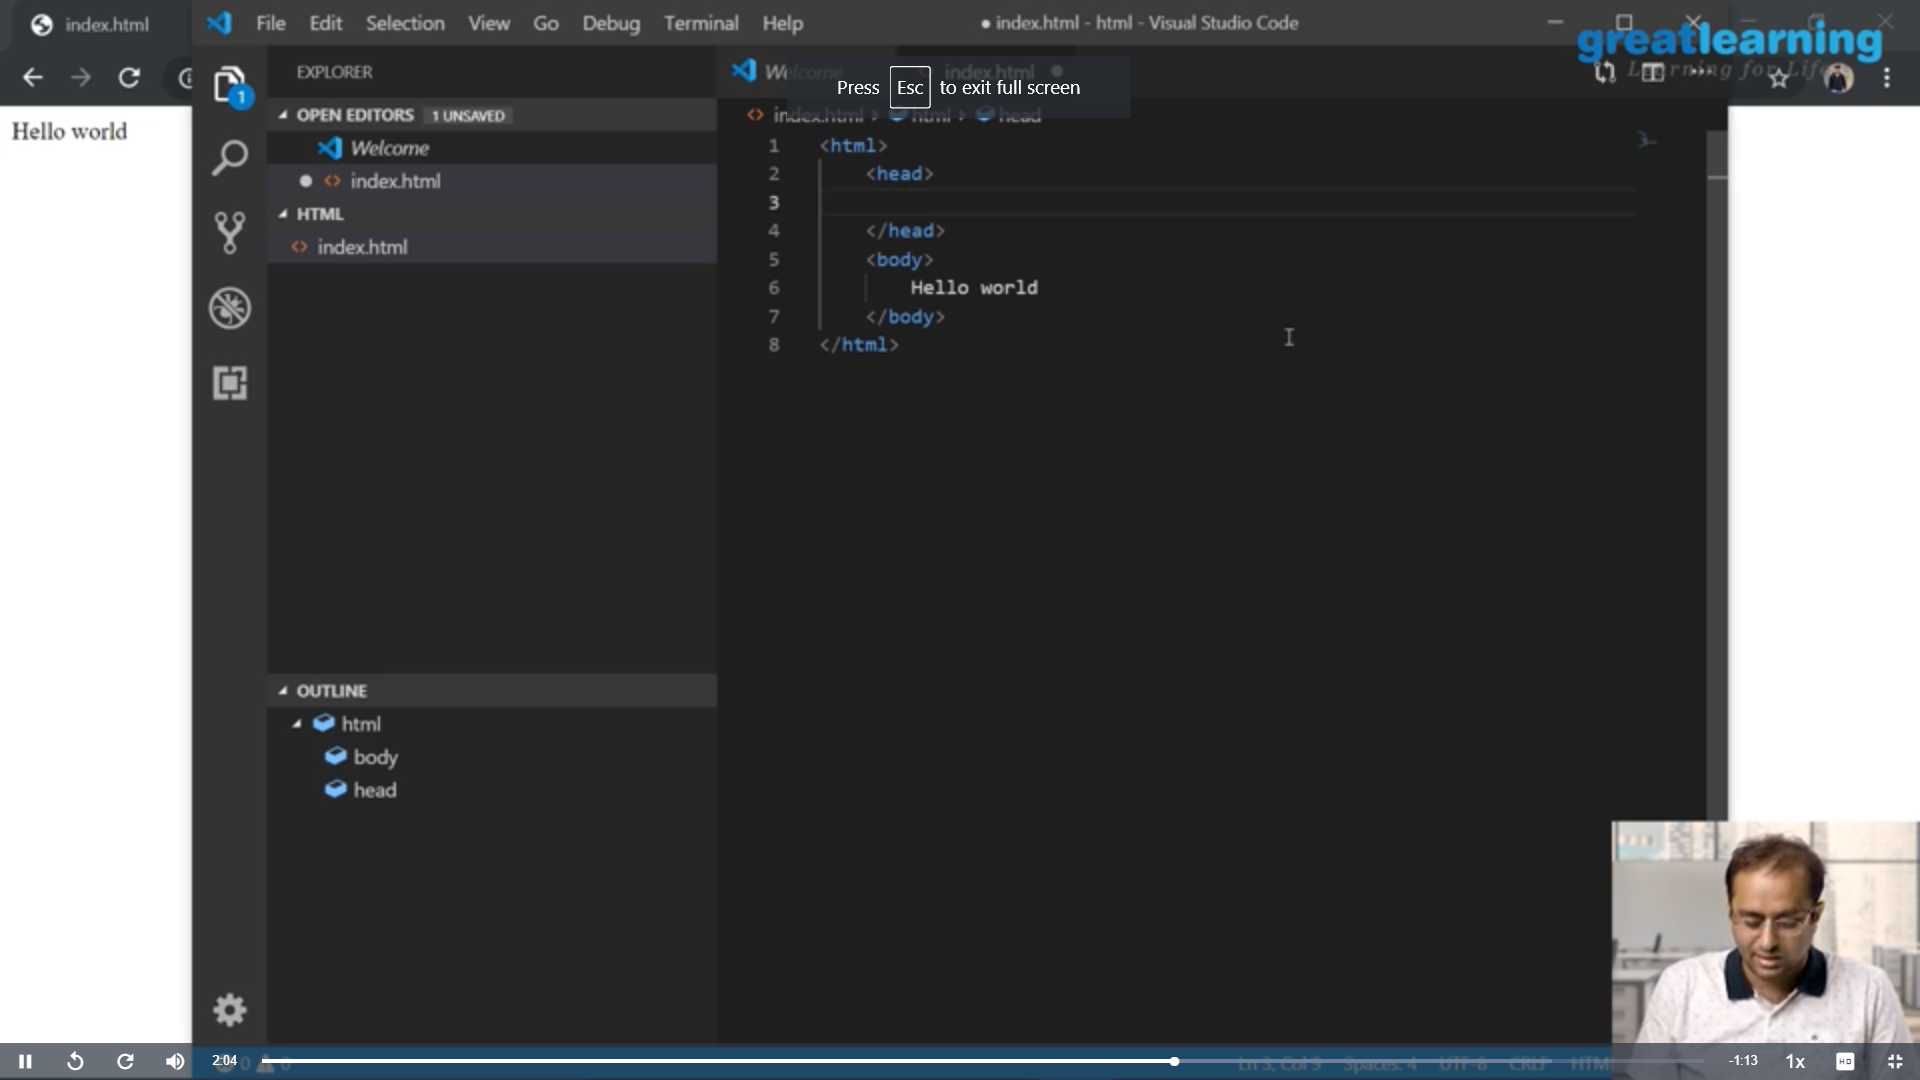 index.html
File Edit Selection View Go Debug Terminal Help
● index.html - html - Visual Studio Code
greatlearning
Learning for Life
EXPLORER
Welcome
index.html
Press Esc to exit full screen
OPEN EDITORS 1 UNSAVED
1
Welcome
index.html
HTML
index.html
index.html › html › head
1 <html>
2 <head>
3
4 </head>
5 <body>
6 Hello world
7 </body>
8 </html>
Hello world
OUTLINE
html
body
head
2:04
0 0
Ln 3, Col 9 Spaces: 4 UTF-8 CRLF HTM
-1:13
1x
HD